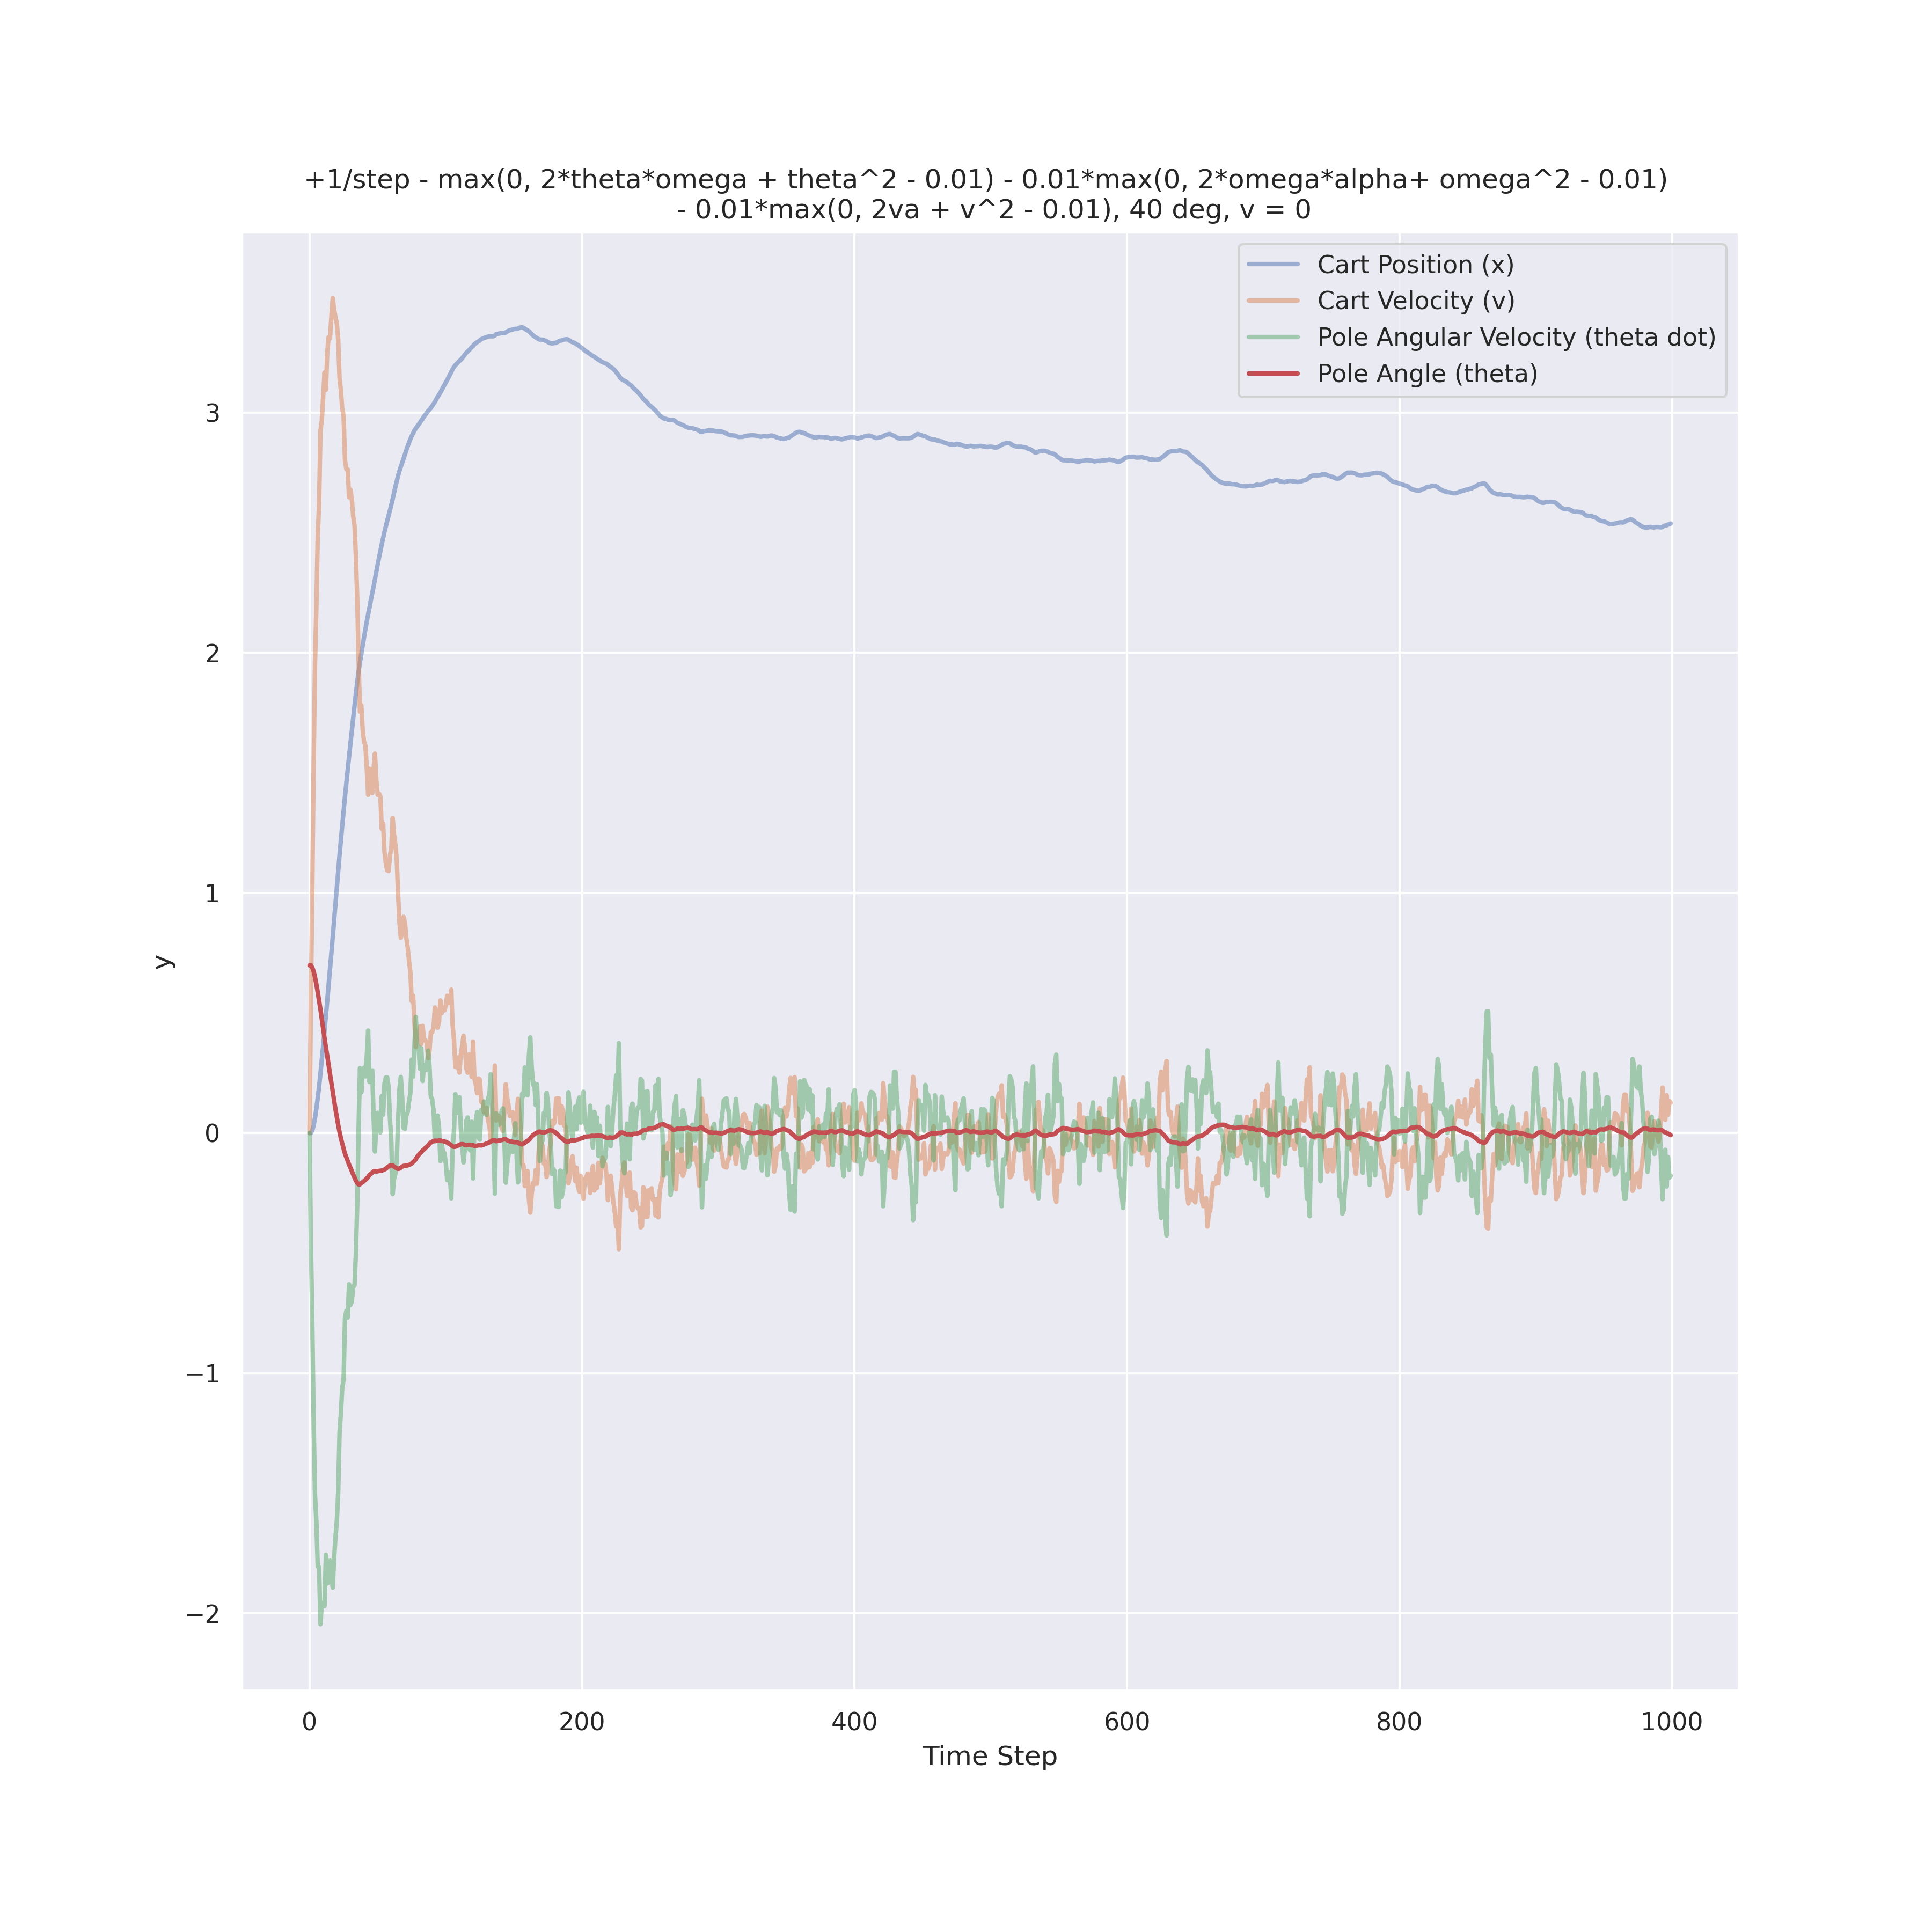 +1/step - max(0, 2*theta*omega + theta^2 - 0.01) - 0.01*max(0, 2*omega*alpha+ omega^2 - 0.01)
- 0.01*max(0, 2va + v^2 - 0.01), 40 deg, v = 0
Cart Position (x)
Cart Velocity (v)
Pole Angular Velocity (theta dot)
Pole Angle (theta)
3
2
1
0
−1
−2
y
0 200 400 600 800 1000
Time Step